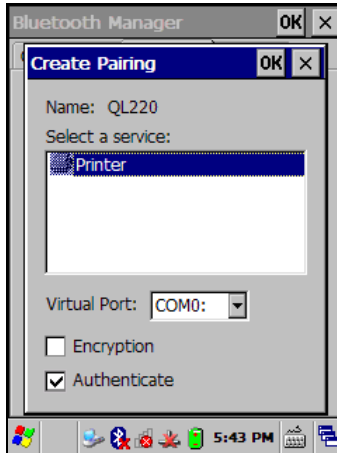 Bluetooth Manager OK
Create Pairing OK
Name: QL220
Select a service:
Printer
Virtual Port: COM0:
Encryption
Authenticate
5:43 PM